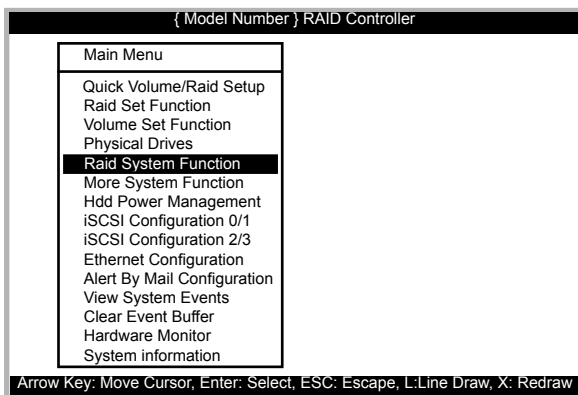 { Model Number } RAID Controller
Main Menu
Quick Volume/Raid Setup
Raid Set Function
Volume Set Function
Physical Drives
Raid System Function
More System Function
Hdd Power Management
iSCSI Configuration 0/1
iSCSI Configuration 2/3
Ethernet Configuration
Alert By Mail Configuration
View System Events
Clear Event Buffer
Hardware Monitor
System information
Arrow Key: Move Cursor, Enter: Select, ESC: Escape, L:Line Draw, X: Redraw